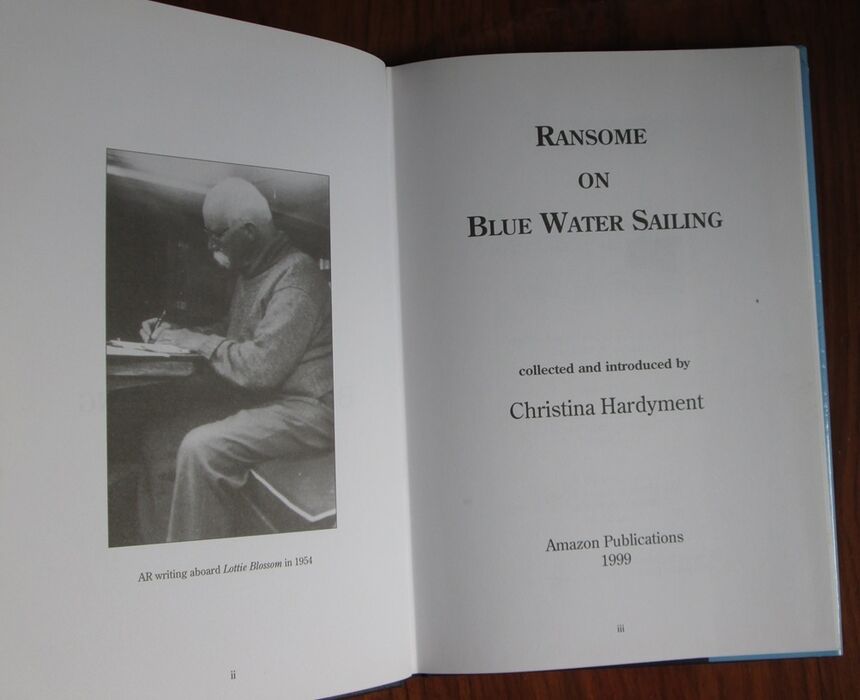 AR writing aboard Lottie Blossom in 1954
ii
RANSOME
ON
BLUE WATER SAILING
collected and introduced by
Christina Hardyment
Amazon Publications
1999
iii